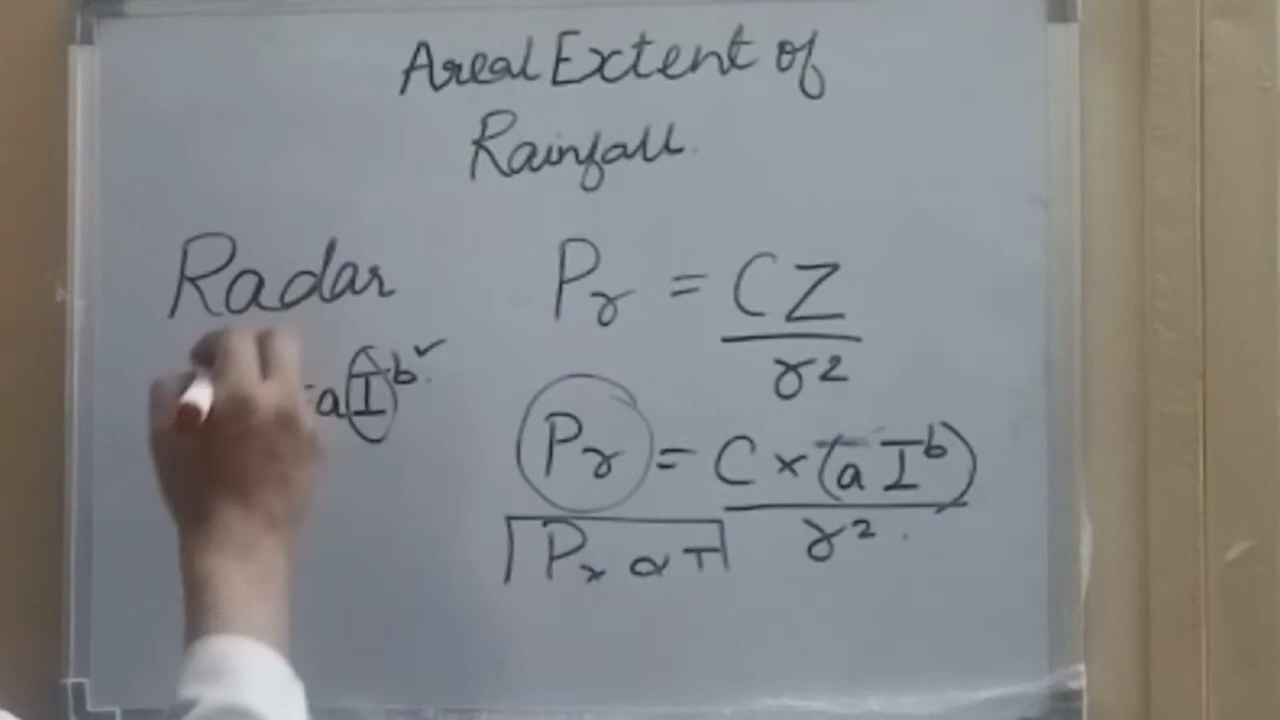 Areal Extent of
Rainfall
Radar
Pr = CZ / r²
aI^b ✓
Pr = C × (a I^b) / r²
Pr α I